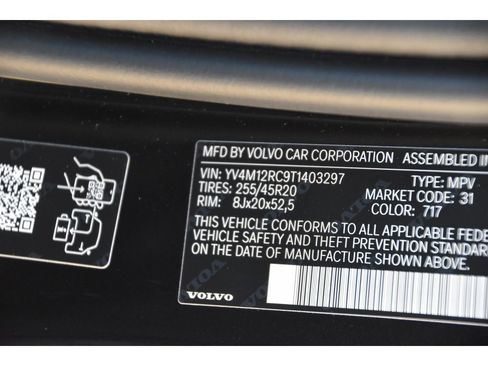 MFD BY VOLVO CAR CORPORATION ASSEMBLED I
VIN: YV4M12RC9T1403297 TYPE: MPV
TIRES: 255/45R20 MARKET CODE: 31
RIM: 8Jx20x52,5 COLOR: 717
THIS VEHICLE CONFORMS TO ALL APPLICABLE FEDE
VEHICLE SAFETY AND THEFT PREVENTION STANDAR
ON THE DATE OF MANUFACTURE SHOWN ABOVE.
VOLVO